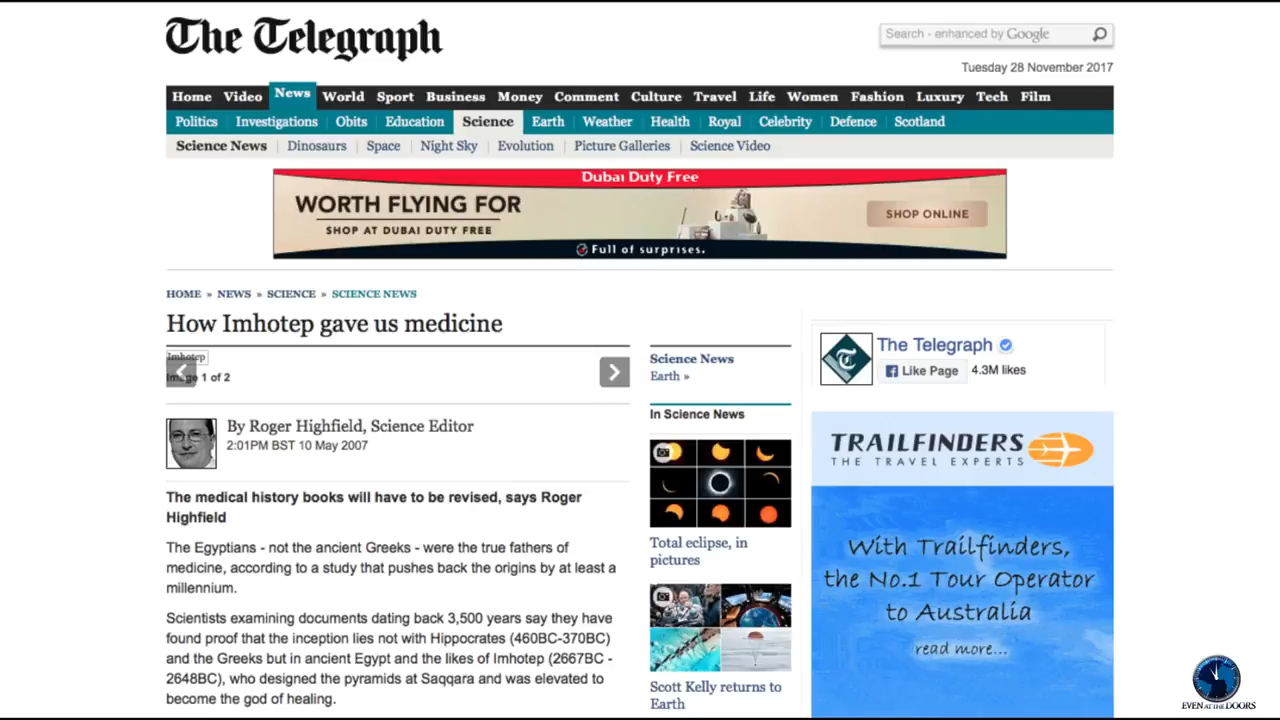 The Telegraph
Search - enhanced by Google
Tuesday 28 November 2017
Home Video News World Sport Business Money Comment Culture Travel Life Women Fashion Luxury Tech Film
Politics Investigations Obits Education Science Earth Weather Health Royal Celebrity Defence Scotland
Science News Dinosaurs Space Night Sky Evolution Picture Galleries Science Video
Dubai Duty Free
WORTH FLYING FOR
SHOP AT DUBAI DUTY FREE
SHOP ONLINE
Full of surprises.
HOME » NEWS » SCIENCE » SCIENCE NEWS
How Imhotep gave us medicine
Imhotep
Image 1 of 2
By Roger Highfield, Science Editor
2:01PM BST 10 May 2007
The medical history books will have to be revised, says Roger
Highfield
The Egyptians - not the ancient Greeks - were the true fathers of
medicine, according to a study that pushes back the origins by at least a
millennium.
Scientists examining documents dating back 3,500 years say they have
found proof that the inception lies not with Hippocrates (460BC-370BC)
and the Greeks but in ancient Egypt and the likes of Imhotep (2667BC -
2648BC), who designed the pyramids at Saqqara and was elevated to
become the god of healing.
Science News
Earth »
In Science News
Total eclipse, in
pictures
Scott Kelly returns to
Earth
The Telegraph
Like Page 4.3M likes
TRAILFINDERS
THE TRAVEL EXPERTS
With Trailfinders,
the No.1 Tour Operator
to Australia
read more...
EVEN AT THE DOORS